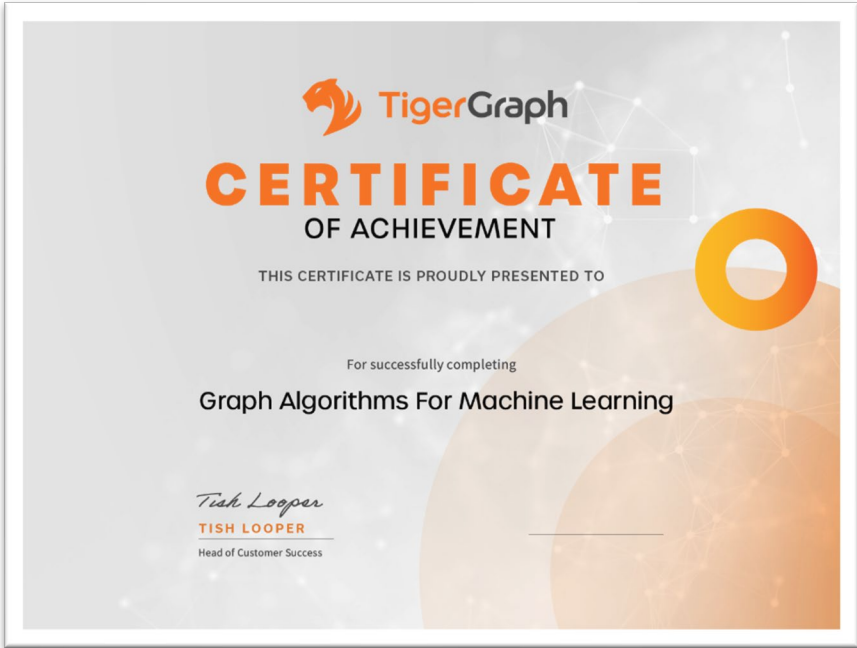 TigerGraph
CERTIFICATE
OF ACHIEVEMENT
THIS CERTIFICATE IS PROUDLY PRESENTED TO
For successfully completing
Graph Algorithms For Machine Learning
Tish Looper
TISH LOOPER
Head of Customer Success